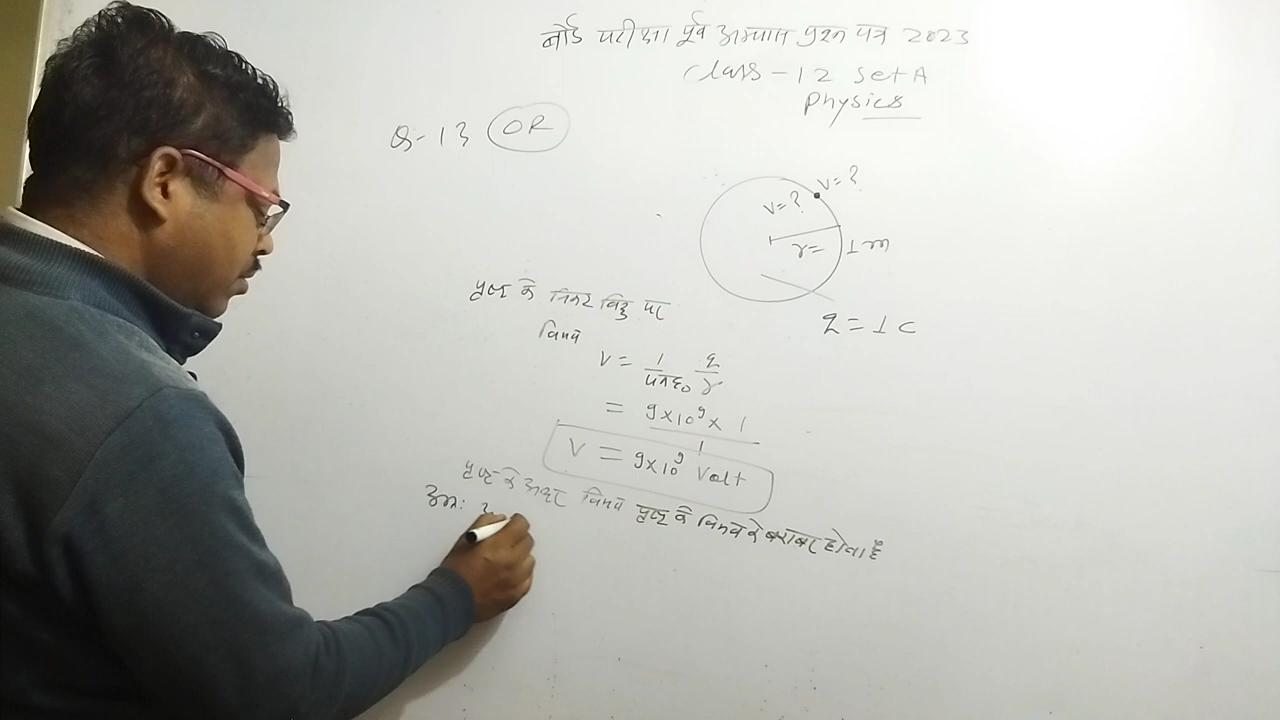 बोर्ड परीक्षा पूर्व अभ्यास प्रश्न पत्र 2023
Class - 12 Set A
Physics
Q-13 OR
V=?
V=?
r= 1m
q = 1 C
पृष्ठ के निकट बिंदु पर
विभव
V = 1/4πε₀ q/r
= 9×10⁹×1/1
V = 9×10⁹ Volt
पृष्ठ के अन्दर विभव पृष्ठ के विभव के बराबर होता है
अतः